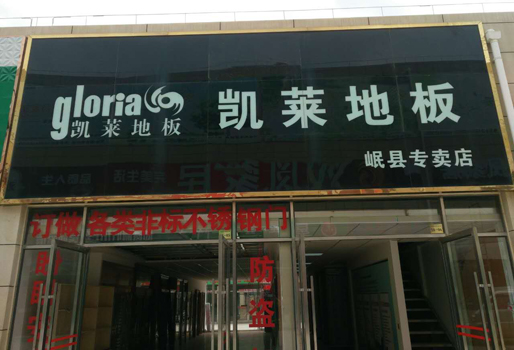 gloria
凯莱地板
凯莱地板
岷县专卖店
订做 各类非标不锈钢门
防盗